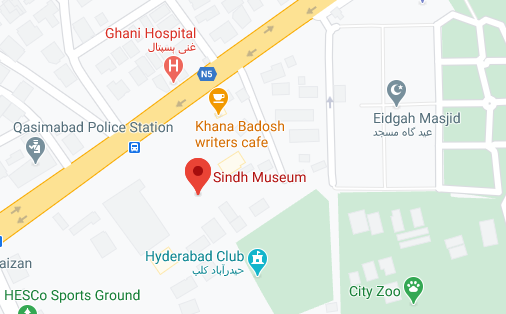 Ghani Hospital
غنی ہسپتال
N5
Khana Badosh
writers cafe
Qasimabad Police Station
Eidgah Masjid
عید گاہ مسجد
Sindh Museum
Hyderabad Club
حیدرآباد کلب
aizan
HESCo Sports Ground
City Zoo